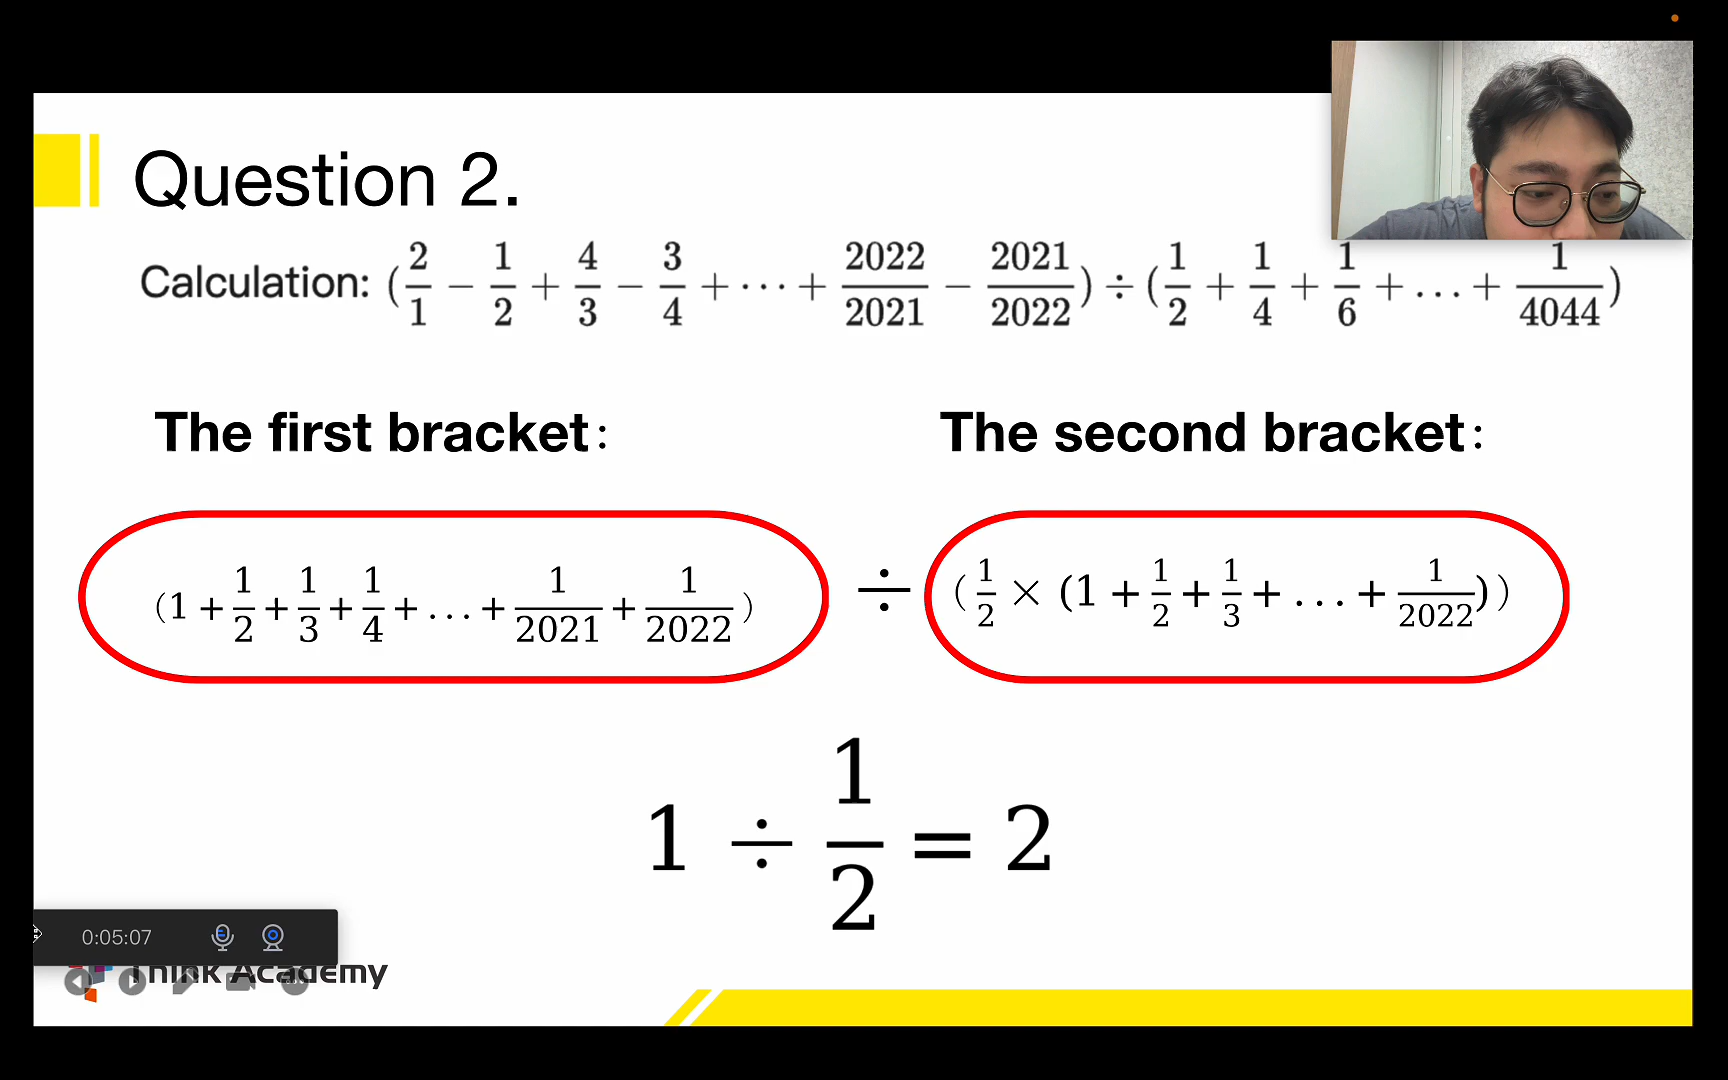 Question 2.
Calculation: (2/1 − 1/2 + 4/3 − 3/4 + ⋯ + 2022/2021 − 2021/2022) ÷ (1/2 + 1/4 + 1/6 + … + 1/4044)
The first bracket:
The second bracket:
(1 + 1/2 + 1/3 + 1/4 + … + 1/2021 + 1/2022) ÷ (1/2 × (1 + 1/2 + 1/3 + … + 1/2022))
1 ÷ 1/2 = 2
0:05:07
Think Academy